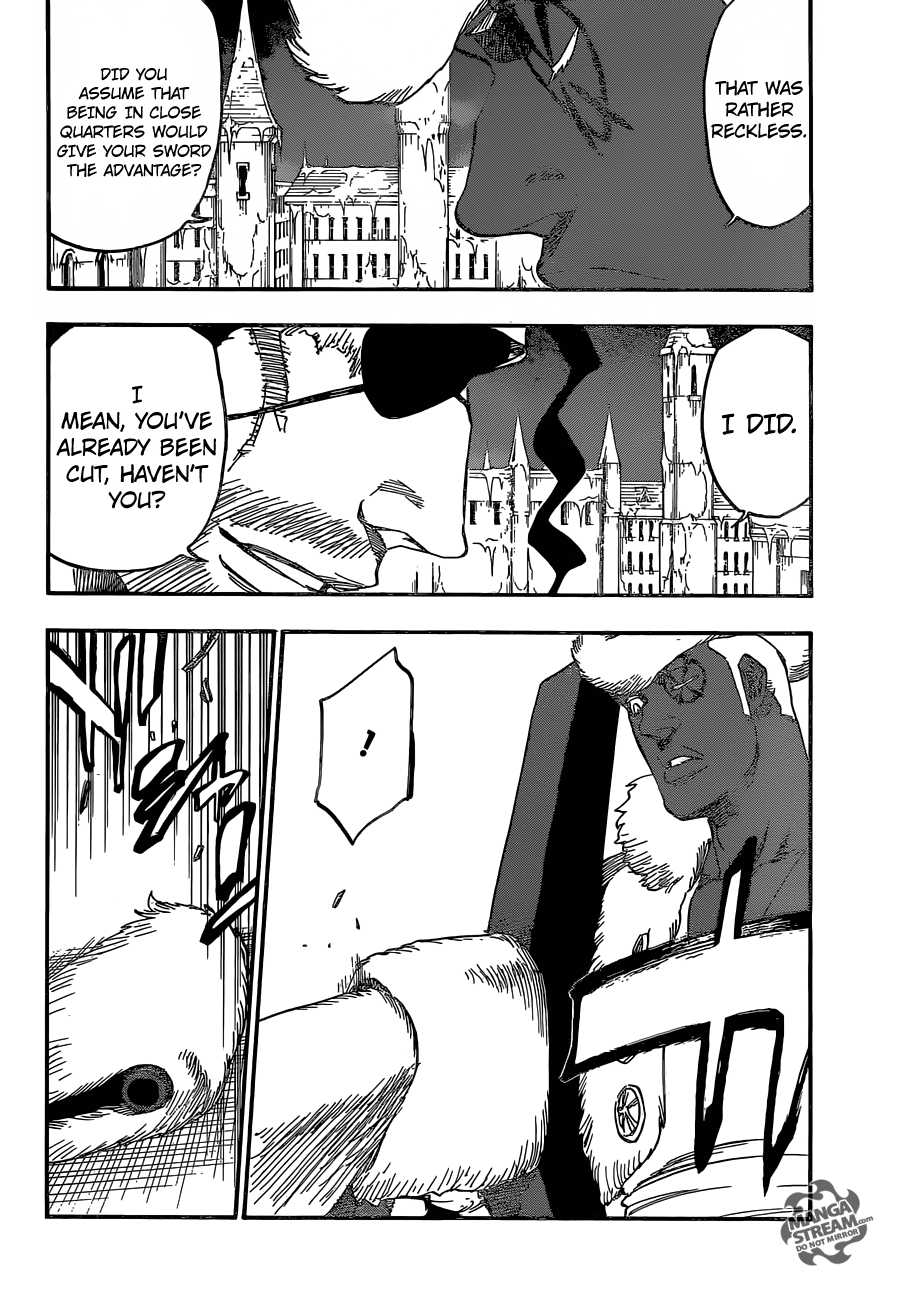 THAT WAS
RATHER
RECKLESS.
DID YOU
ASSUME THAT
BEING IN CLOSE
QUARTERS WOULD
GIVE YOUR SWORD
THE ADVANTAGE?
I DID.
I
MEAN, YOU'VE
ALREADY BEEN
CUT, HAVEN'T
YOU?
!
MANGA
STREAM.com
DO NOT MIRROR